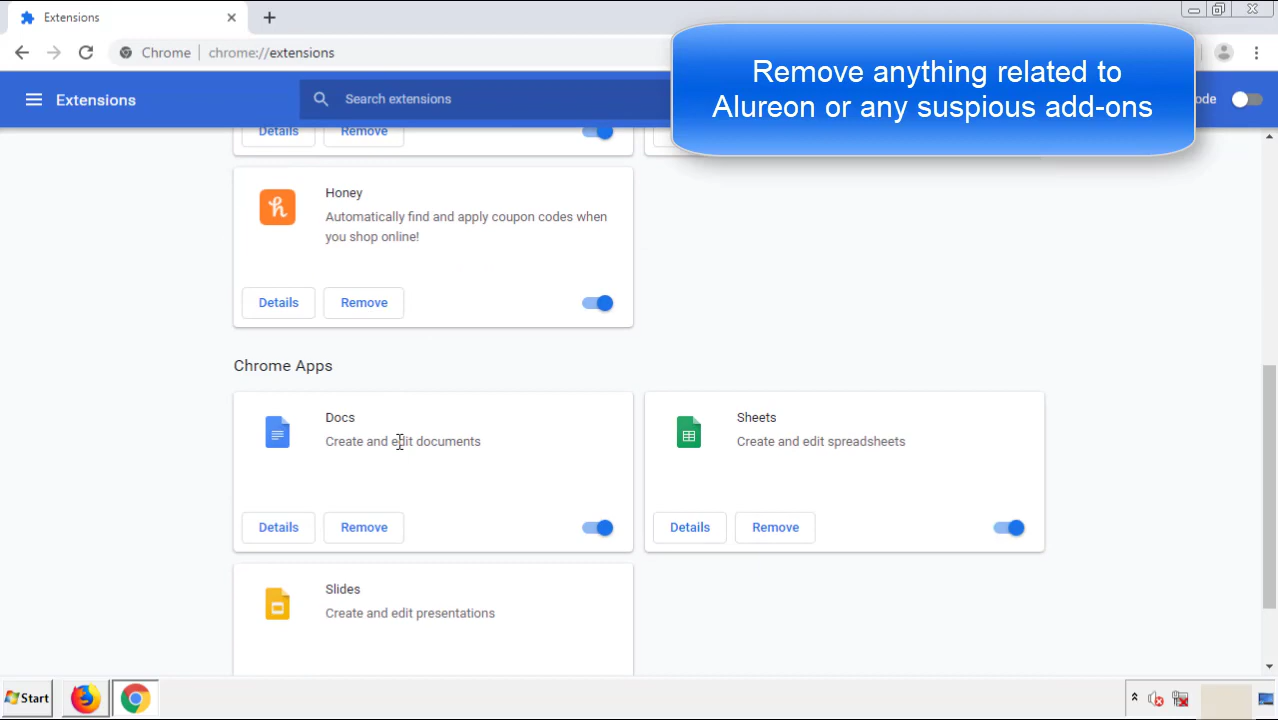 Extensions
Chrome
chrome://extensions
Remove anything related to
Alureon or any suspious add-ons
Extensions
Search extensions
ode
Details
Remove
Honey
Automatically find and apply coupon codes when
you shop online!
Details
Remove
Chrome Apps
Docs
Create and edit documents
Details
Remove
Sheets
Create and edit spreadsheets
Details
Remove
Slides
Create and edit presentations
Start